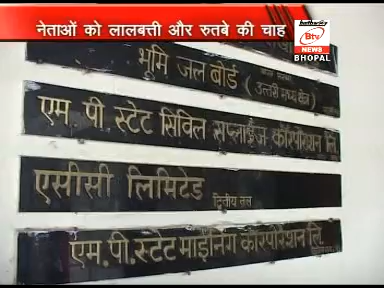 नेताओं को लालबत्ती और रुतबे की चाह
Btv
NEWS
BHOPAL
भूमि जल बोर्ड
(उत्तरी मध्य क्षेत्र)
एम पी स्टेट सिविल सप्लाईज कारपोरेशन लि.
एसीसी लिमिटेड
द्वितीय तल
एम.पी.स्टेट माइनिंग कारपोरेशन लि.